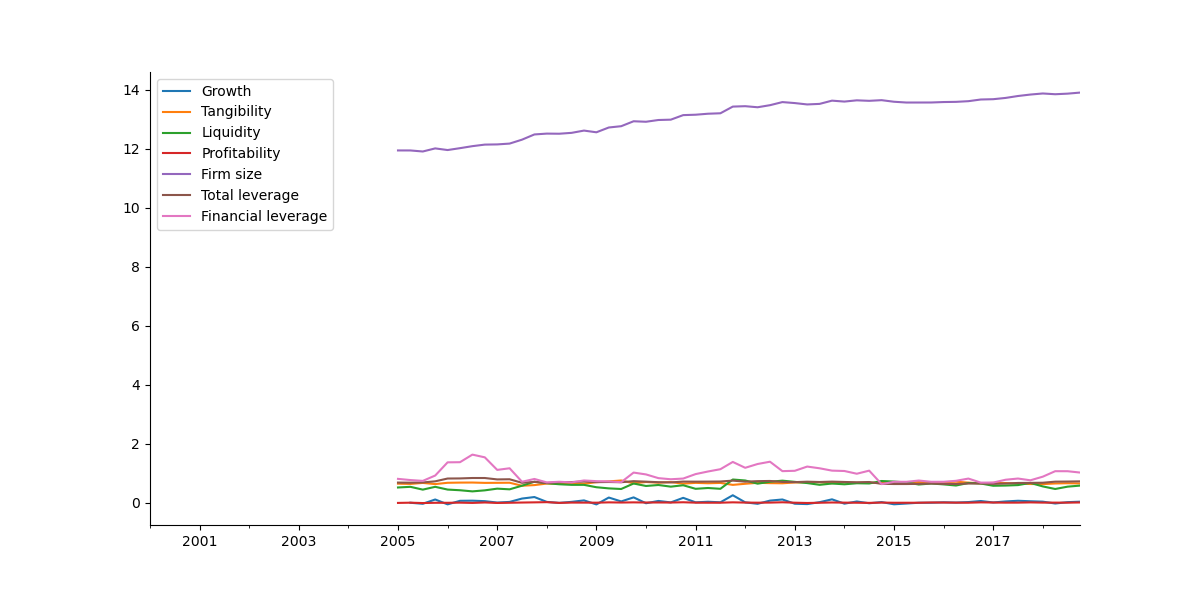 14
12
10
8
6
4
2
0
Growth
Tangibility
Liquidity
Profitability
Firm size
Total leverage
Financial leverage
2001 2003 2005 2007 2009 2011 2013 2015 2017